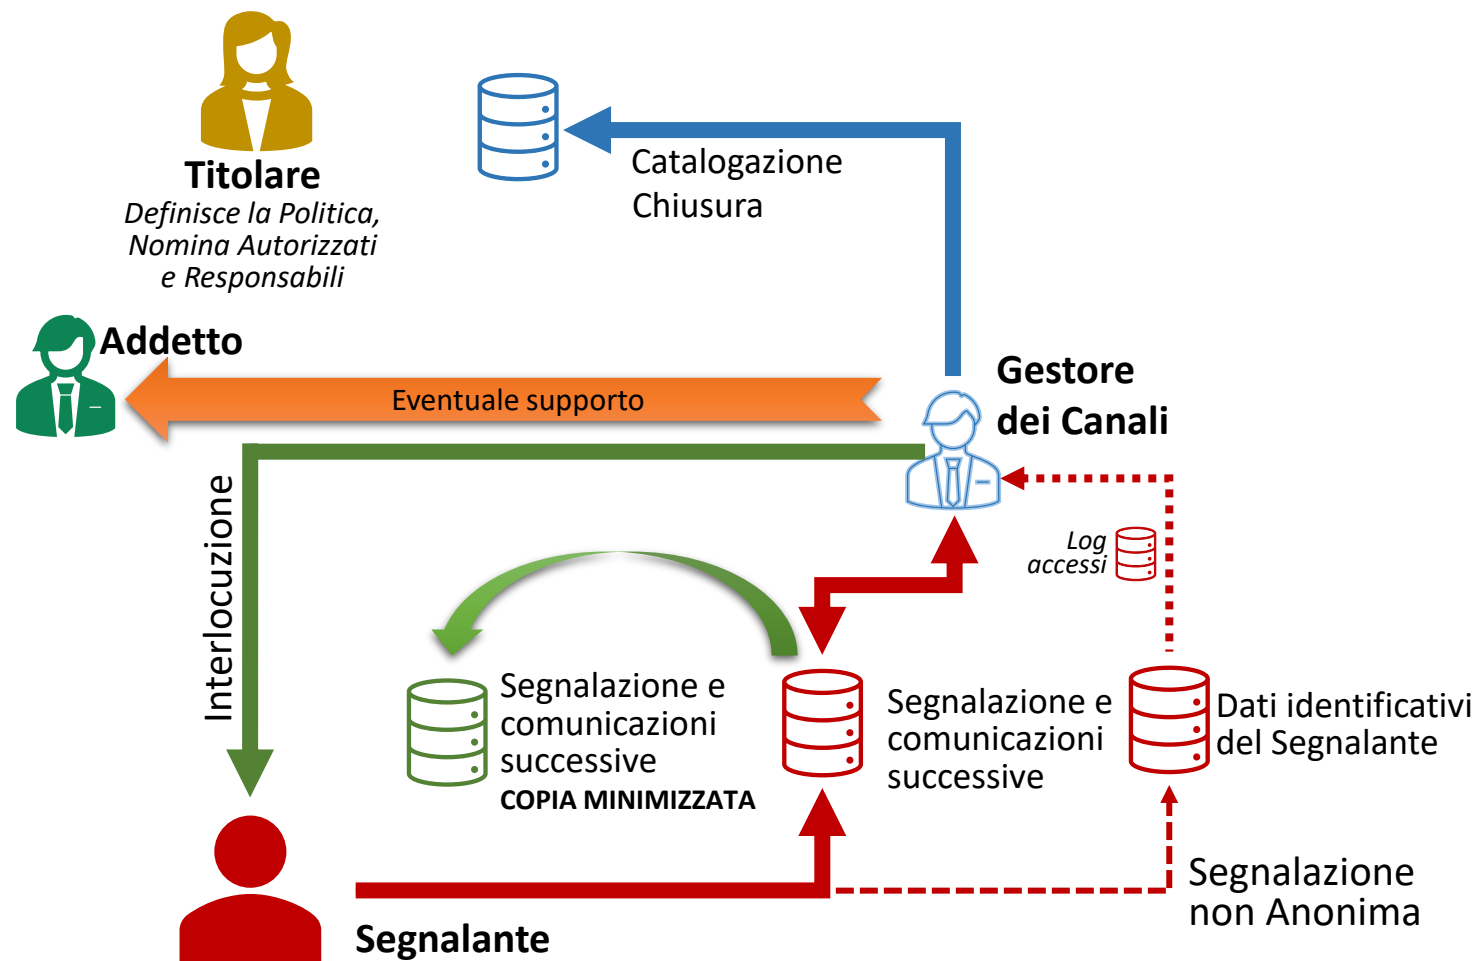 Titolare
Definisce la Politica,
Nomina Autorizzati
e Responsabili
Catalogazione
Chiusura
Addetto
Eventuale supporto
Gestore
dei Canali
Interlocuzione
Log
accessi
Segnalazione e
comunicazioni
successive
COPIA MINIMIZZATA
Segnalazione e
comunicazioni
successive
Dati identificativi
del Segnalante
Segnalazione
non Anonima
Segnalante